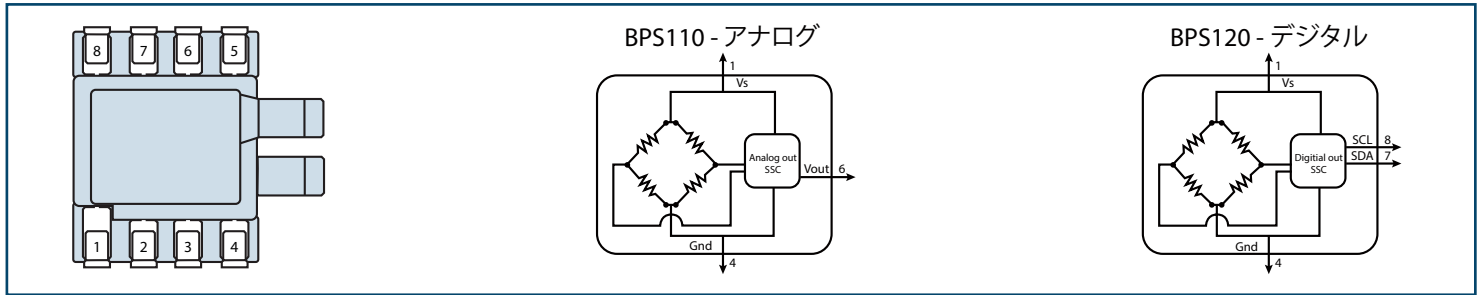 8 7 6 5
1 2 3 4
BPS110 - アナログ
1
Vs
Analog out
SSC
Vout 6
Gnd
4
BPS120 - デジタル
1
Vs
Digitial out
SSC
SCL 8
SDA 7
Gnd
4